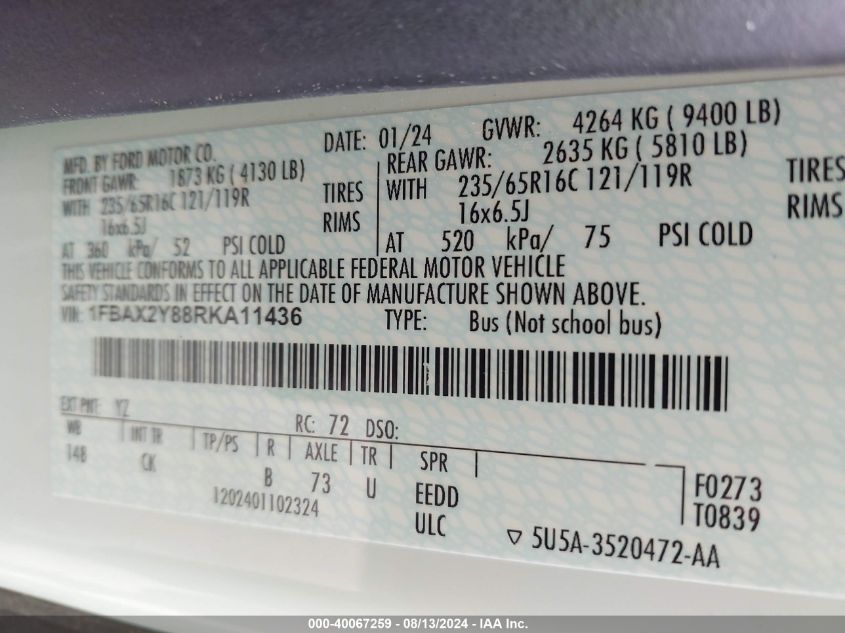 MFD. BY FORD MOTOR CO. DATE: 01/24 GVWR: 4264 KG ( 9400 LB)
FRONT GAWR: 1873 KG ( 4130 LB) REAR GAWR: 2635 KG ( 5810 LB)
WITH 235/65R16C 121/119R TIRES WITH 235/65R16C 121/119R TIRES
16x6.5J RIMS 16x6.5J RIMS
AT 360 kPa/ 52 PSI COLD AT 520 kPa/ 75 PSI COLD
THIS VEHICLE CONFORMS TO ALL APPLICABLE FEDERAL MOTOR VEHICLE
SAFETY STANDARDS IN EFFECT ON THE DATE OF MANUFACTURE SHOWN ABOVE.
VIN: 1FBAX2Y88RKA11436 TYPE: Bus (Not school bus)
EXT PNT: YZ RC: 72 DSO:
WB INT TR TP/PS R AXLE TR SPR
148 CK B 73 U EEDD F0273
1202401102324 ULC T0839
5U5A-3520472-AA
000-40067259 - 08/13/2024 - IAA Inc.